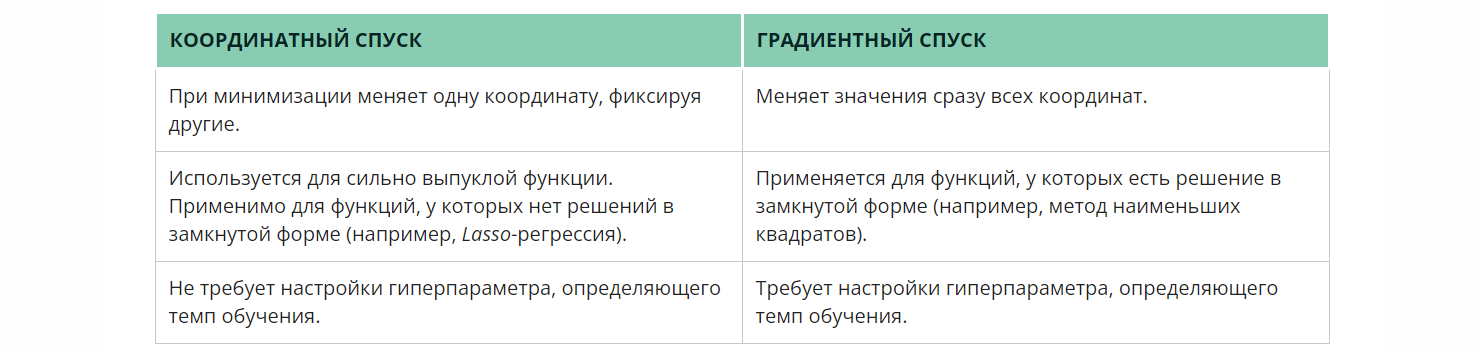 КООРДИНАТНЫЙ СПУСК
ГРАДИЕНТНЫЙ СПУСК
При минимизации меняет одну координату, фиксируя
другие.
Меняет значения сразу всех координат.
Используется для сильно выпуклой функции.
Применимо для функций, у которых нет решений в
замкнутой форме (например, Lasso-регрессия).
Применяется для функций, у которых есть решение в
замкнутой форме (например, метод наименьших
квадратов).
Не требует настройки гиперпараметра, определяющего
темп обучения.
Требует настройки гиперпараметра, определяющего
темп обучения.